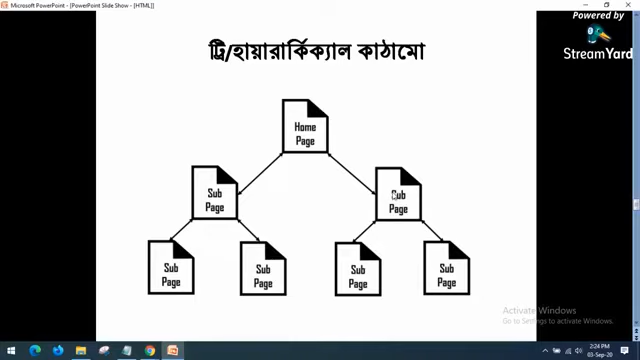 Microsoft PowerPoint - [PowerPoint Slide Show - [HTML]]
Powered by
StreamYard
ট্রি/হায়ারার্কিক্যাল কাঠামো
Home
Page
Sub
Page
Sub
Page
Sub
Page
Sub
Page
Sub
Page
Sub
Page
Activate Windows
Go to Settings to activate Windows.
2:24 PM
03-Sep-20